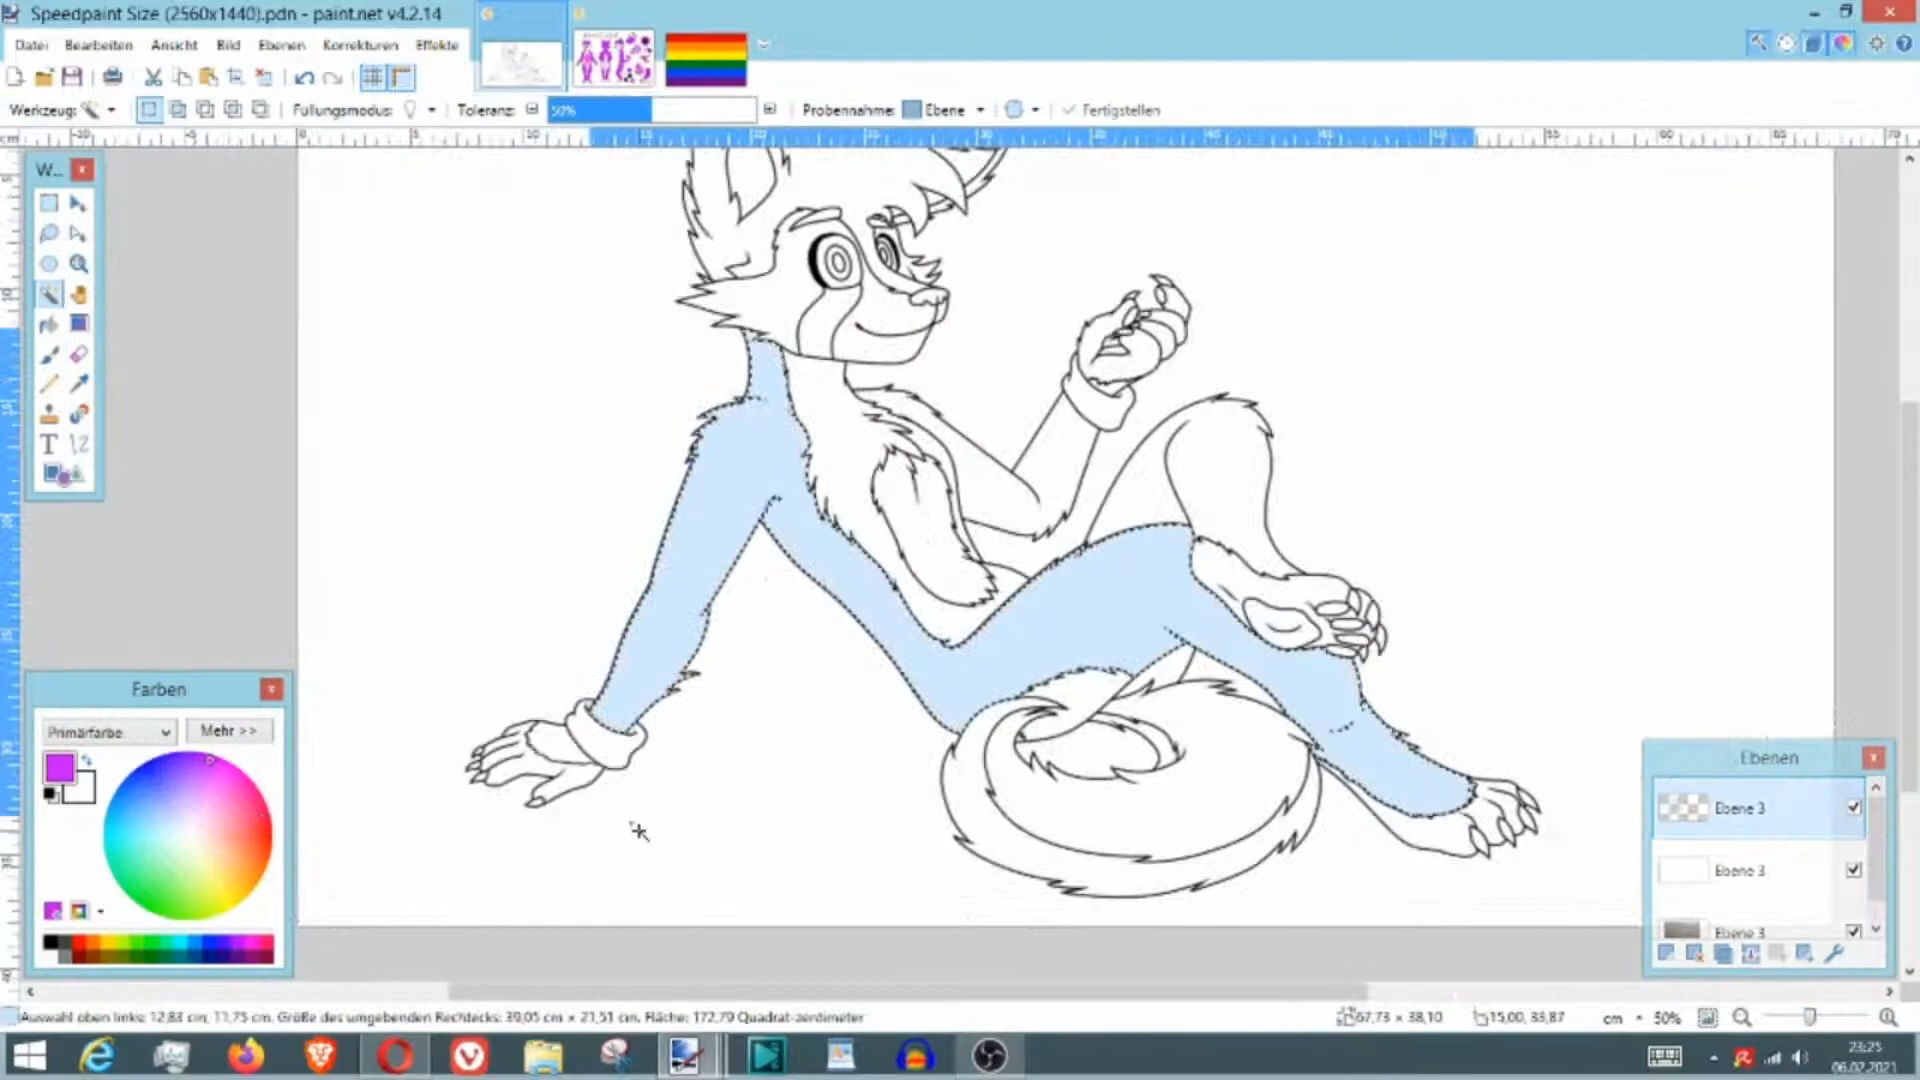 Speedpaint Size (2560x1440).pdn - paint.net v4.2.14
Datei Bearbeiten Ansicht Bild Ebenen Korrekturen Effekte
Werkzeug: Füllungsmodus: Toleranz: 50% Probennahme: Ebene Fertigstellen
cm
W...
Farben
Primärfarbe
Mehr >>
Ebenen
Ebene 3
Ebene 3
Ebene 3
Auswahl oben links: 12,83 cm, 11,75 cm. Größe des umgebenden Rechtecks: 39,05 cm × 21,51 cm. Fläche: 172,79 Quadrat-zentimeter
67,73 × 38,10
15,00, 33,87
cm
50%
23:25
06.02.2021